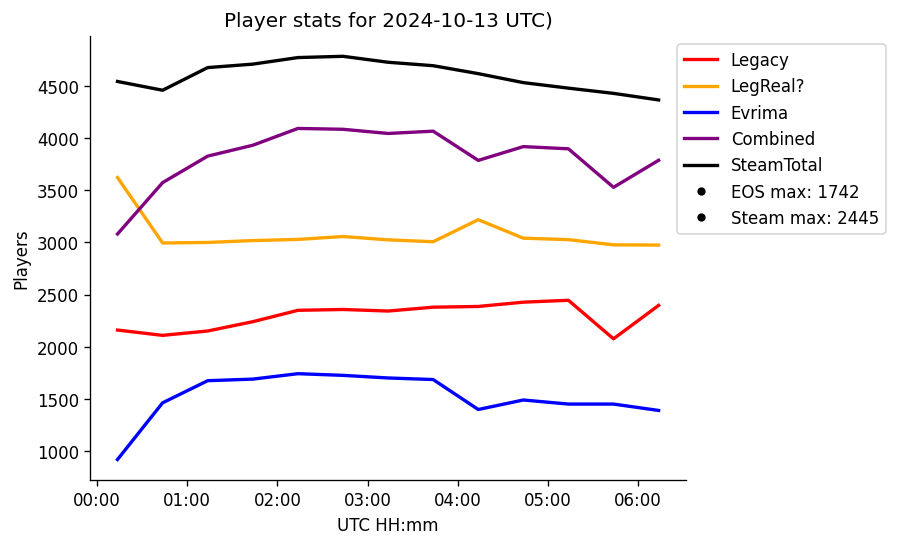 Player stats for 2024-10-13 UTC)
Legacy
LegReal?
Evrima
Combined
SteamTotal
EOS max: 1742
Steam max: 2445
Players
4500
4000
3500
3000
2500
2000
1500
1000
00:00 01:00 02:00 03:00 04:00 05:00 06:00
UTC HH:mm